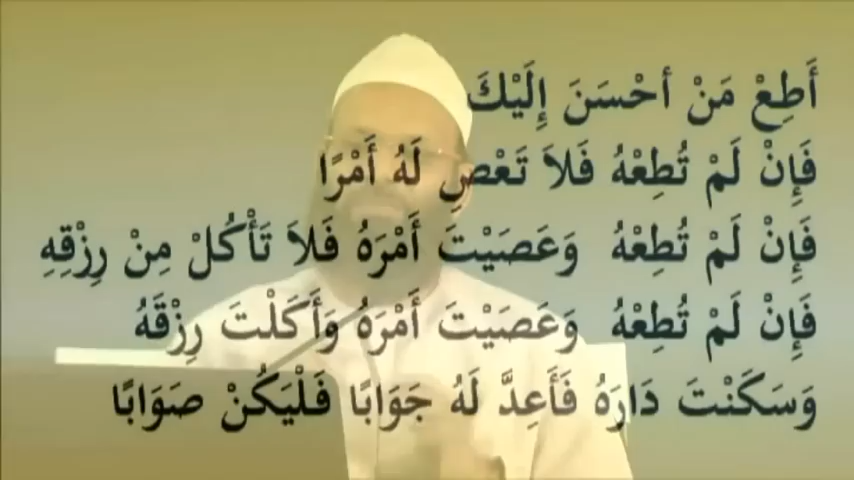 أَطِعْ مَنْ أحْسَنَ إِلَيْكَ
فَإِنْ لَمْ تُطِعْهُ فَلاَ تَعْصِ لَهُ أَمْرًا
فَإِنْ لَمْ تُطِعْهُ وَعَصَيْتَ أَمْرَهُ فَلاَ تَأْكُلْ مِنْ رِزْقِهِ
فَإِنْ لَمْ تُطِعْهُ وَعَصَيْتَ أَمْرَهُ وَأَكَلْتَ رِزْقَهُ
وَسَكَنْتَ دَارَهُ فَأَعِدَّ لَهُ جَوَابًا فَلْيَكُنْ صَوَابًا